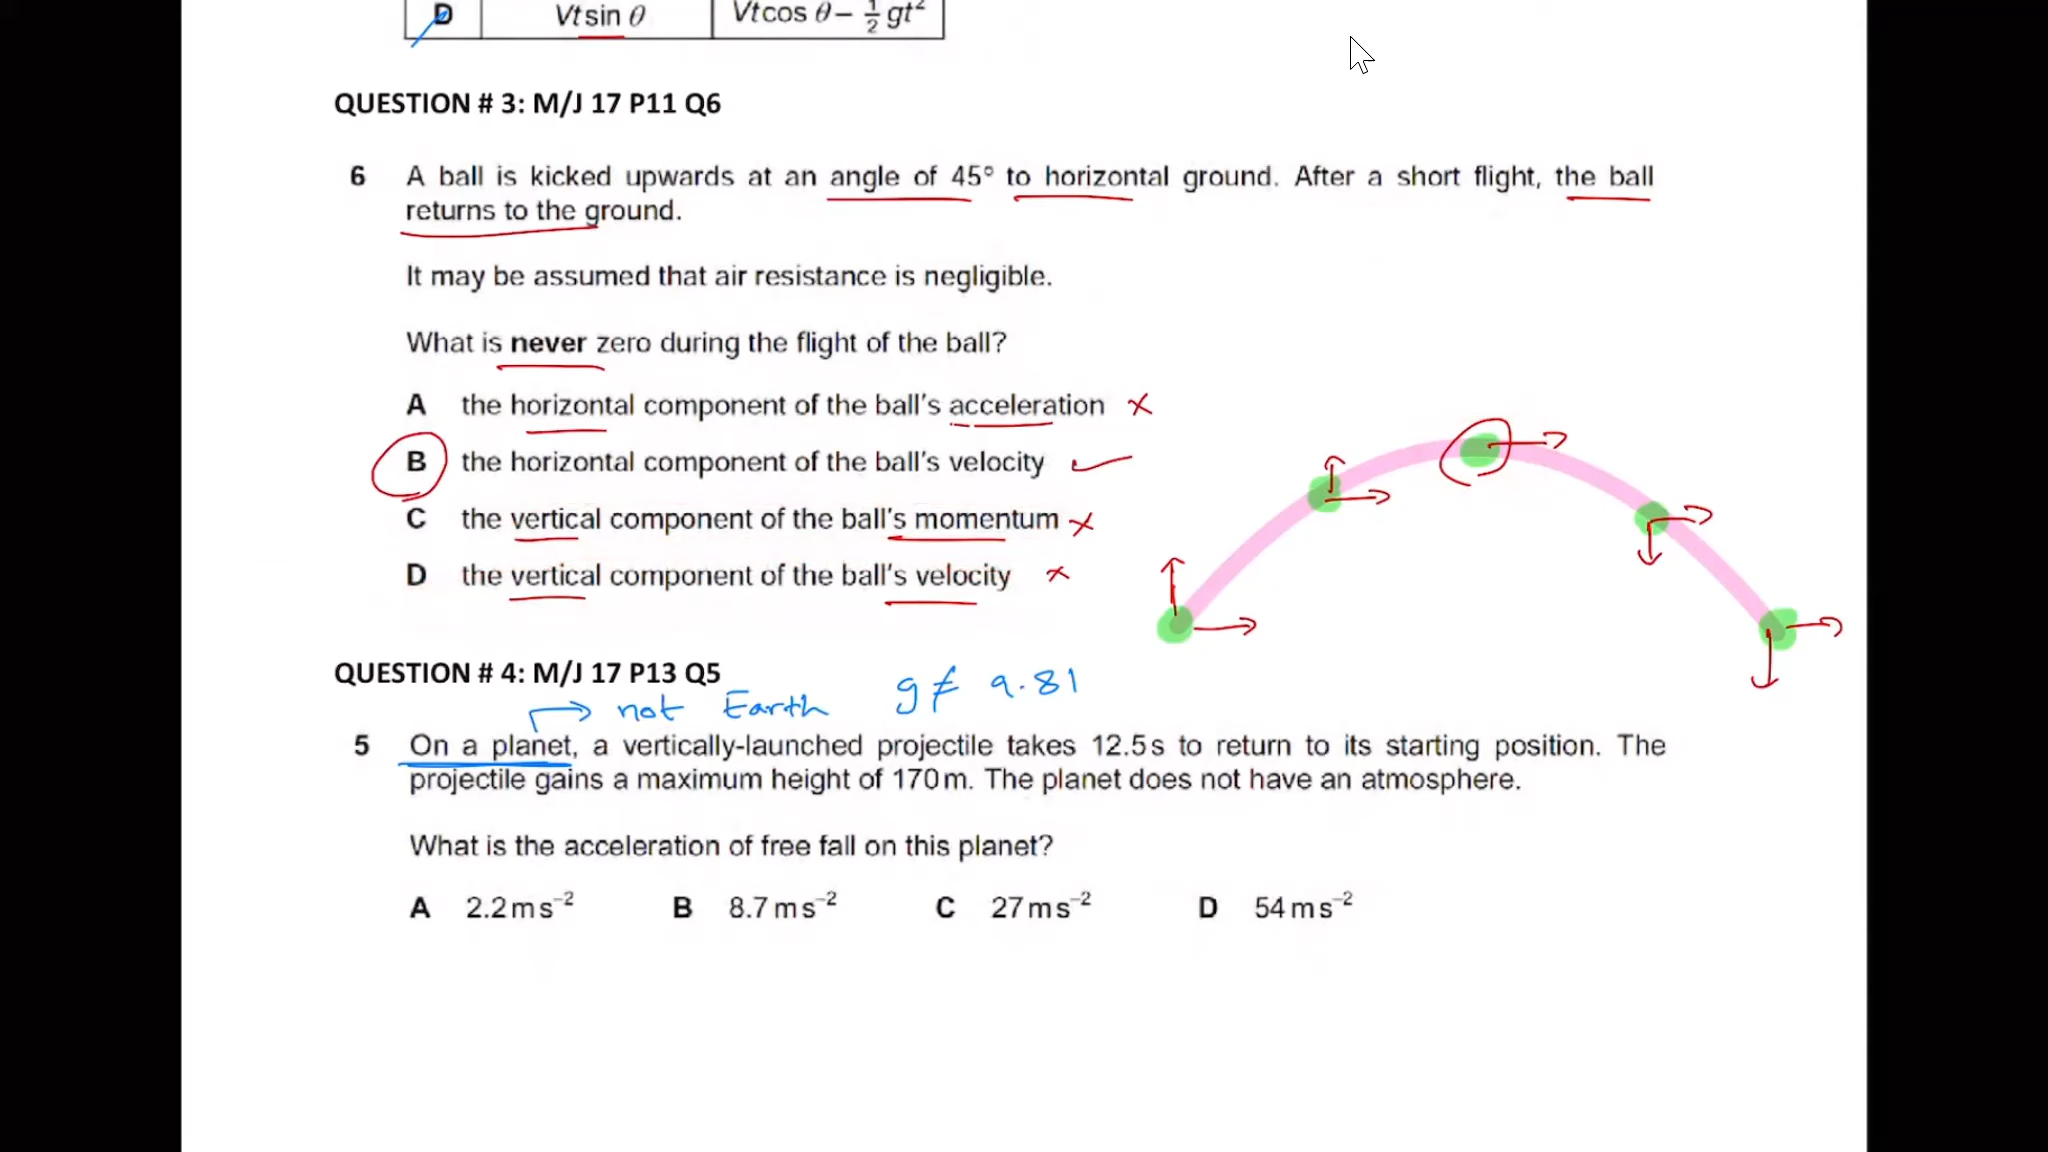 D Vt sin θ Vt cos θ – ½ gt²
QUESTION # 3: M/J 17 P11 Q6
6 A ball is kicked upwards at an angle of 45° to horizontal ground. After a short flight, the ball
returns to the ground.
It may be assumed that air resistance is negligible.
What is never zero during the flight of the ball?
A the horizontal component of the ball's acceleration ×
B the horizontal component of the ball's velocity ✓
C the vertical component of the ball's momentum ×
D the vertical component of the ball's velocity ×
QUESTION # 4: M/J 17 P13 Q5
→ not Earth g ≠ 9.81
5 On a planet, a vertically-launched projectile takes 12.5 s to return to its starting position. The
projectile gains a maximum height of 170 m. The planet does not have an atmosphere.
What is the acceleration of free fall on this planet?
A 2.2 m s⁻² B 8.7 m s⁻² C 27 m s⁻² D 54 m s⁻²